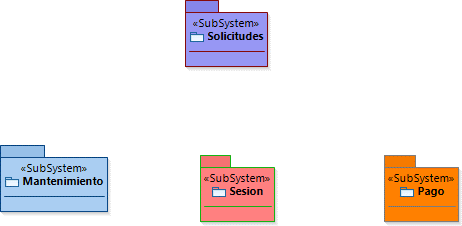 «SubSystem»
Solicitudes
«SubSystem»
Mantenimiento
«SubSystem»
Sesion
«SubSystem»
Pago